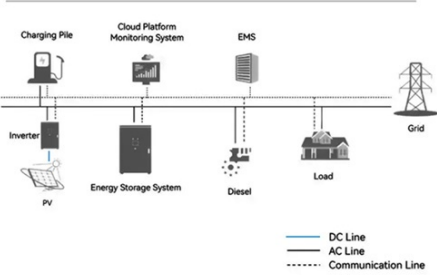 Charging Pile
Cloud Platform
Monitoring System
EMS
Grid
Inverter
PV
Energy Storage System
Diesel
Load
DC Line
AC Line
Communication Line